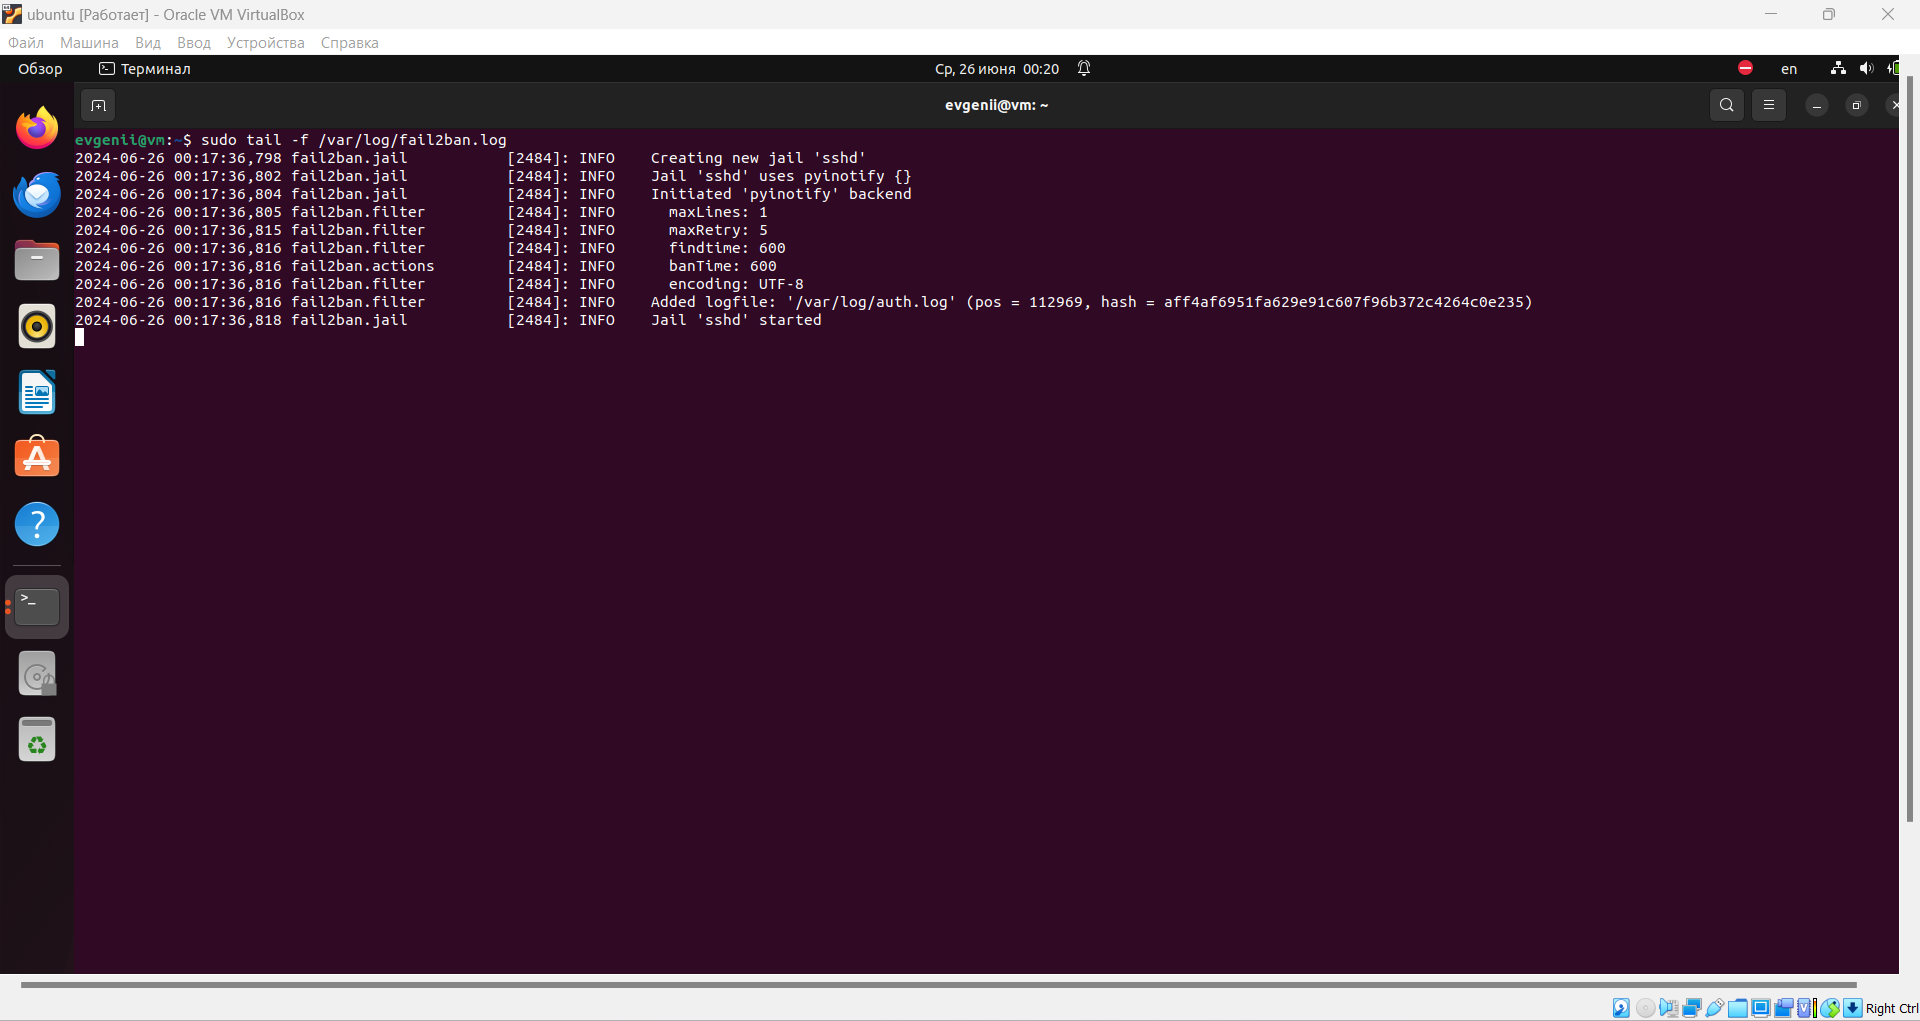 ubuntu [Работает] - Oracle VM VirtualBox
Файл Машина Вид Ввод Устройства Справка
Обзор Терминал Ср, 26 июня 00:20 en
evgenii@vm: ~
evgenii@vm:~$ sudo tail -f /var/log/fail2ban.log
2024-06-26 00:17:36,798 fail2ban.jail [2484]: INFO Creating new jail 'sshd'
2024-06-26 00:17:36,802 fail2ban.jail [2484]: INFO Jail 'sshd' uses pyinotify {}
2024-06-26 00:17:36,804 fail2ban.jail [2484]: INFO Initiated 'pyinotify' backend
2024-06-26 00:17:36,805 fail2ban.filter [2484]: INFO maxLines: 1
2024-06-26 00:17:36,815 fail2ban.filter [2484]: INFO maxRetry: 5
2024-06-26 00:17:36,816 fail2ban.filter [2484]: INFO findtime: 600
2024-06-26 00:17:36,816 fail2ban.actions [2484]: INFO banTime: 600
2024-06-26 00:17:36,816 fail2ban.filter [2484]: INFO encoding: UTF-8
2024-06-26 00:17:36,816 fail2ban.filter [2484]: INFO Added logfile: '/var/log/auth.log' (pos = 112969, hash = aff4af6951fa629e91c607f96b372c4264c0e235)
2024-06-26 00:17:36,818 fail2ban.jail [2484]: INFO Jail 'sshd' started
Right Ctrl